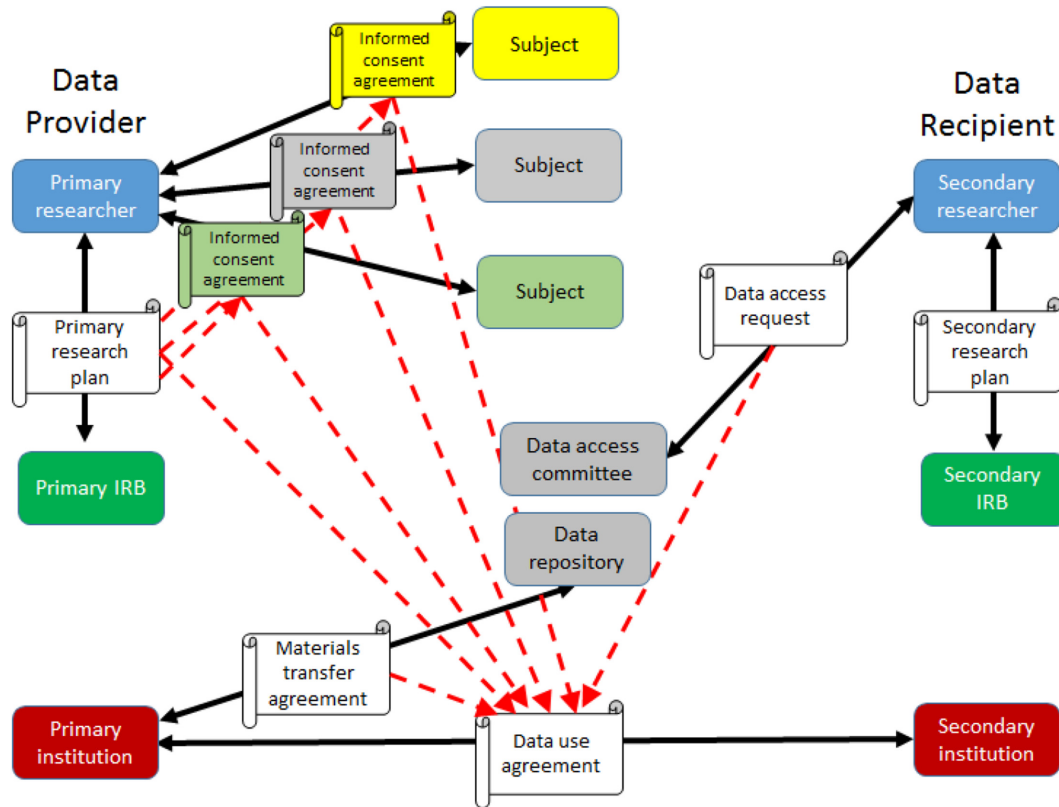 Informed
consent
agreement
Subject
Data
Provider
Data
Recipient
Informed
consent
agreement
Subject
Primary
researcher
Secondary
researcher
Informed
consent
agreement
Subject
Data access
request
Primary
research
plan
Secondary
research
plan
Data access
committee
Primary IRB
Secondary
IRB
Data
repository
Materials
transfer
agreement
Primary
institution
Data use
agreement
Secondary
institution